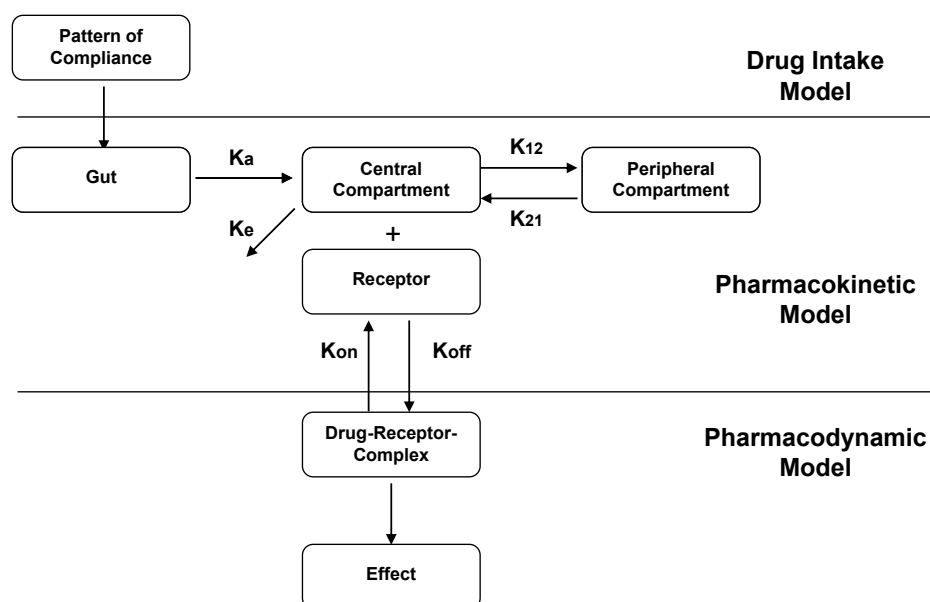 Pattern of
Compliance
Drug Intake
Model
Gut
Ka
Central
Compartment
K12
K21
Peripheral
Compartment
Ke
+
Receptor
Pharmacokinetic
Model
Kon
Koff
Drug-Receptor-
Complex
Pharmacodynamic
Model
Effect